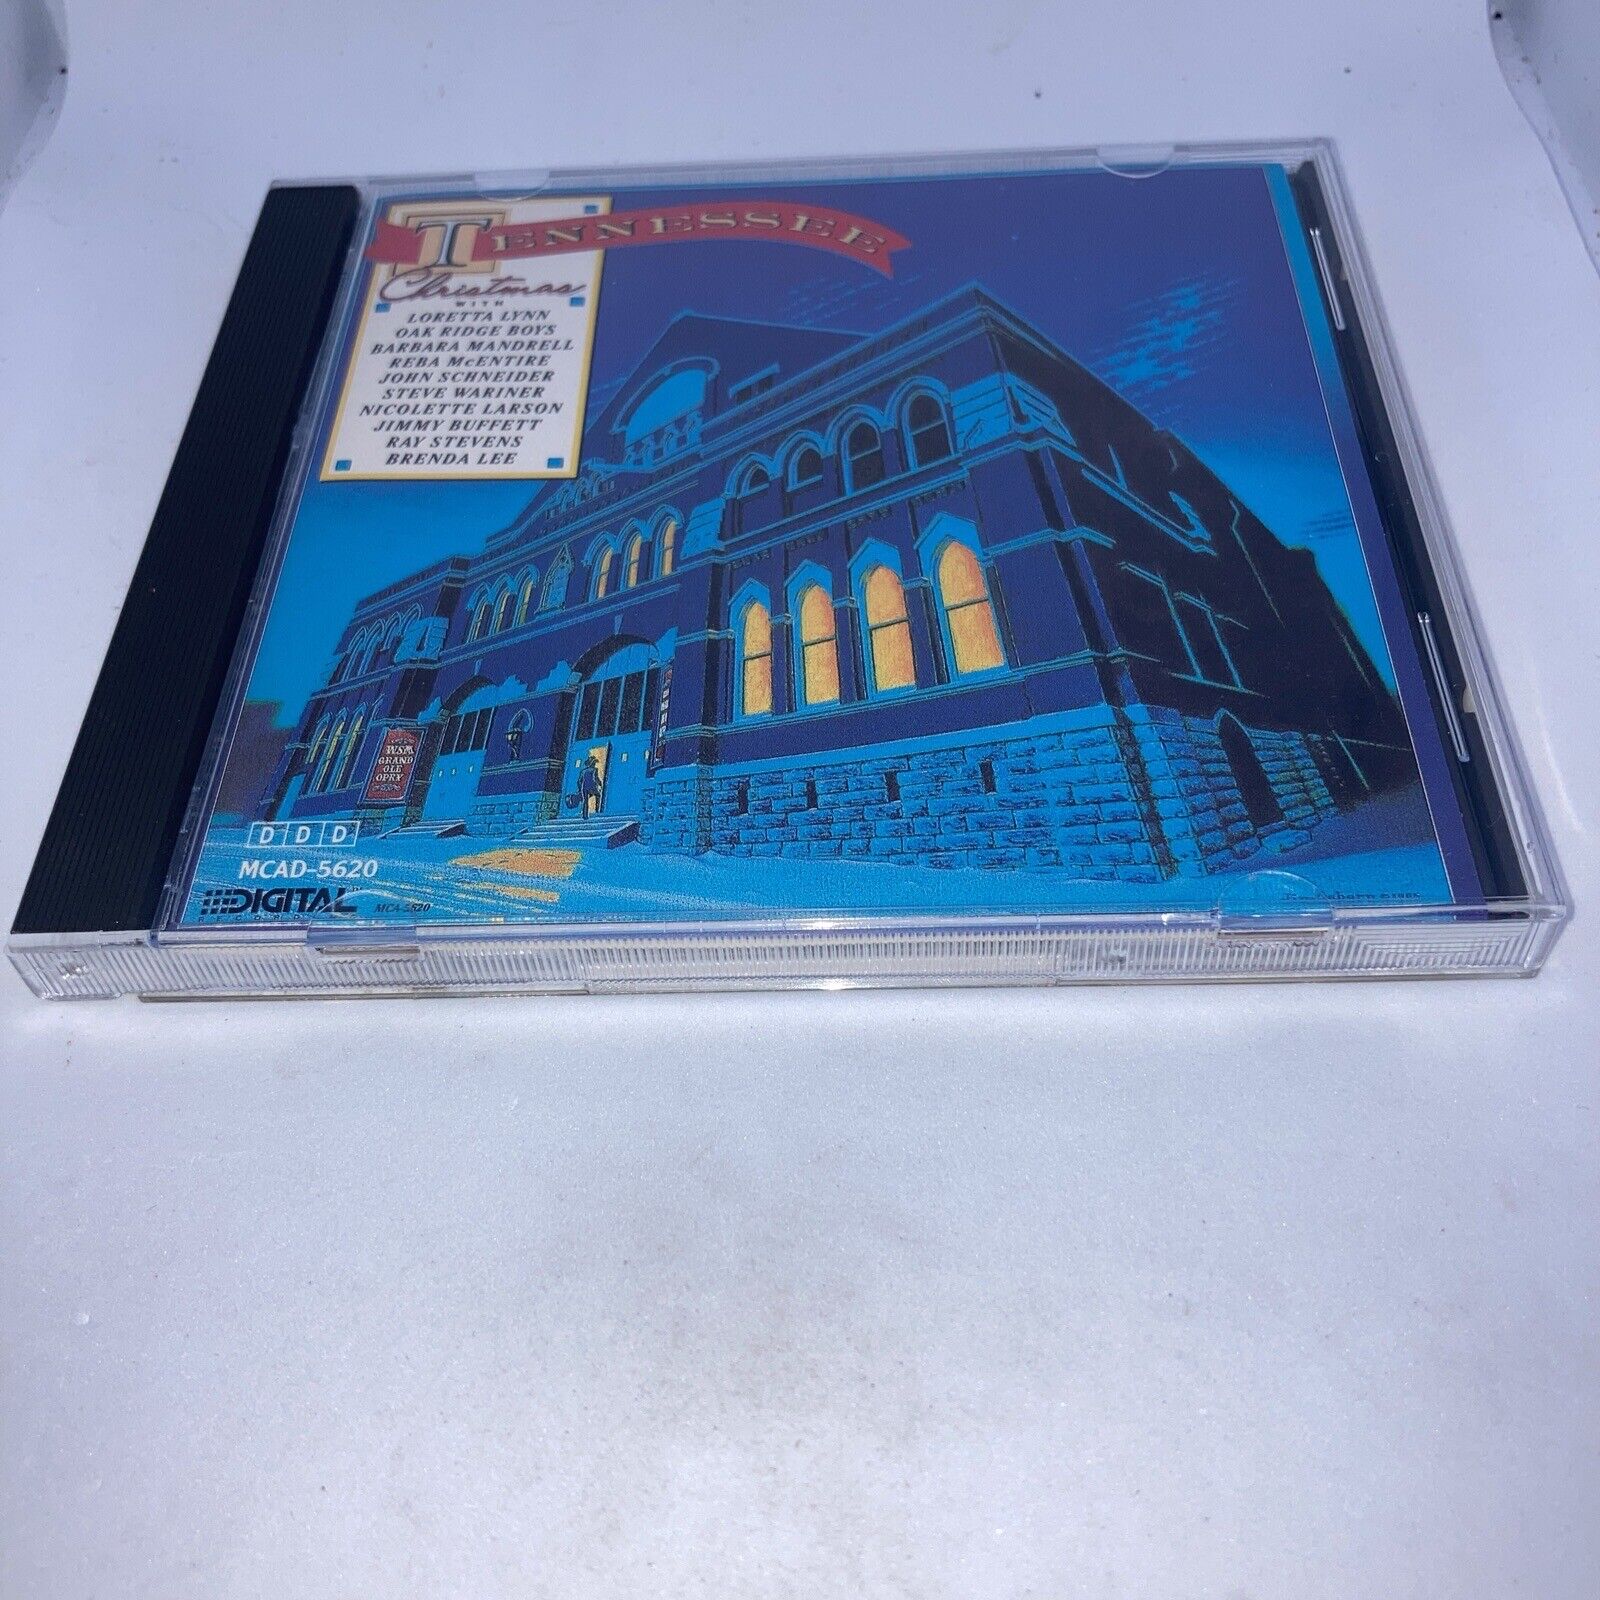 TENNESSEE
Christmas
WITH
LORETTA LYNN
OAK RIDGE BOYS
BARBARA MANDRELL
REBA McENTIRE
JOHN SCHNEIDER
STEVE WARINER
NICOLETTE LARSON
JIMMY BUFFETT
RAY STEVENS
BRENDA LEE
WSM
GRAND
OLE
OPRY
D D D
MCAD-5620
DIGITAL
MCA-5620